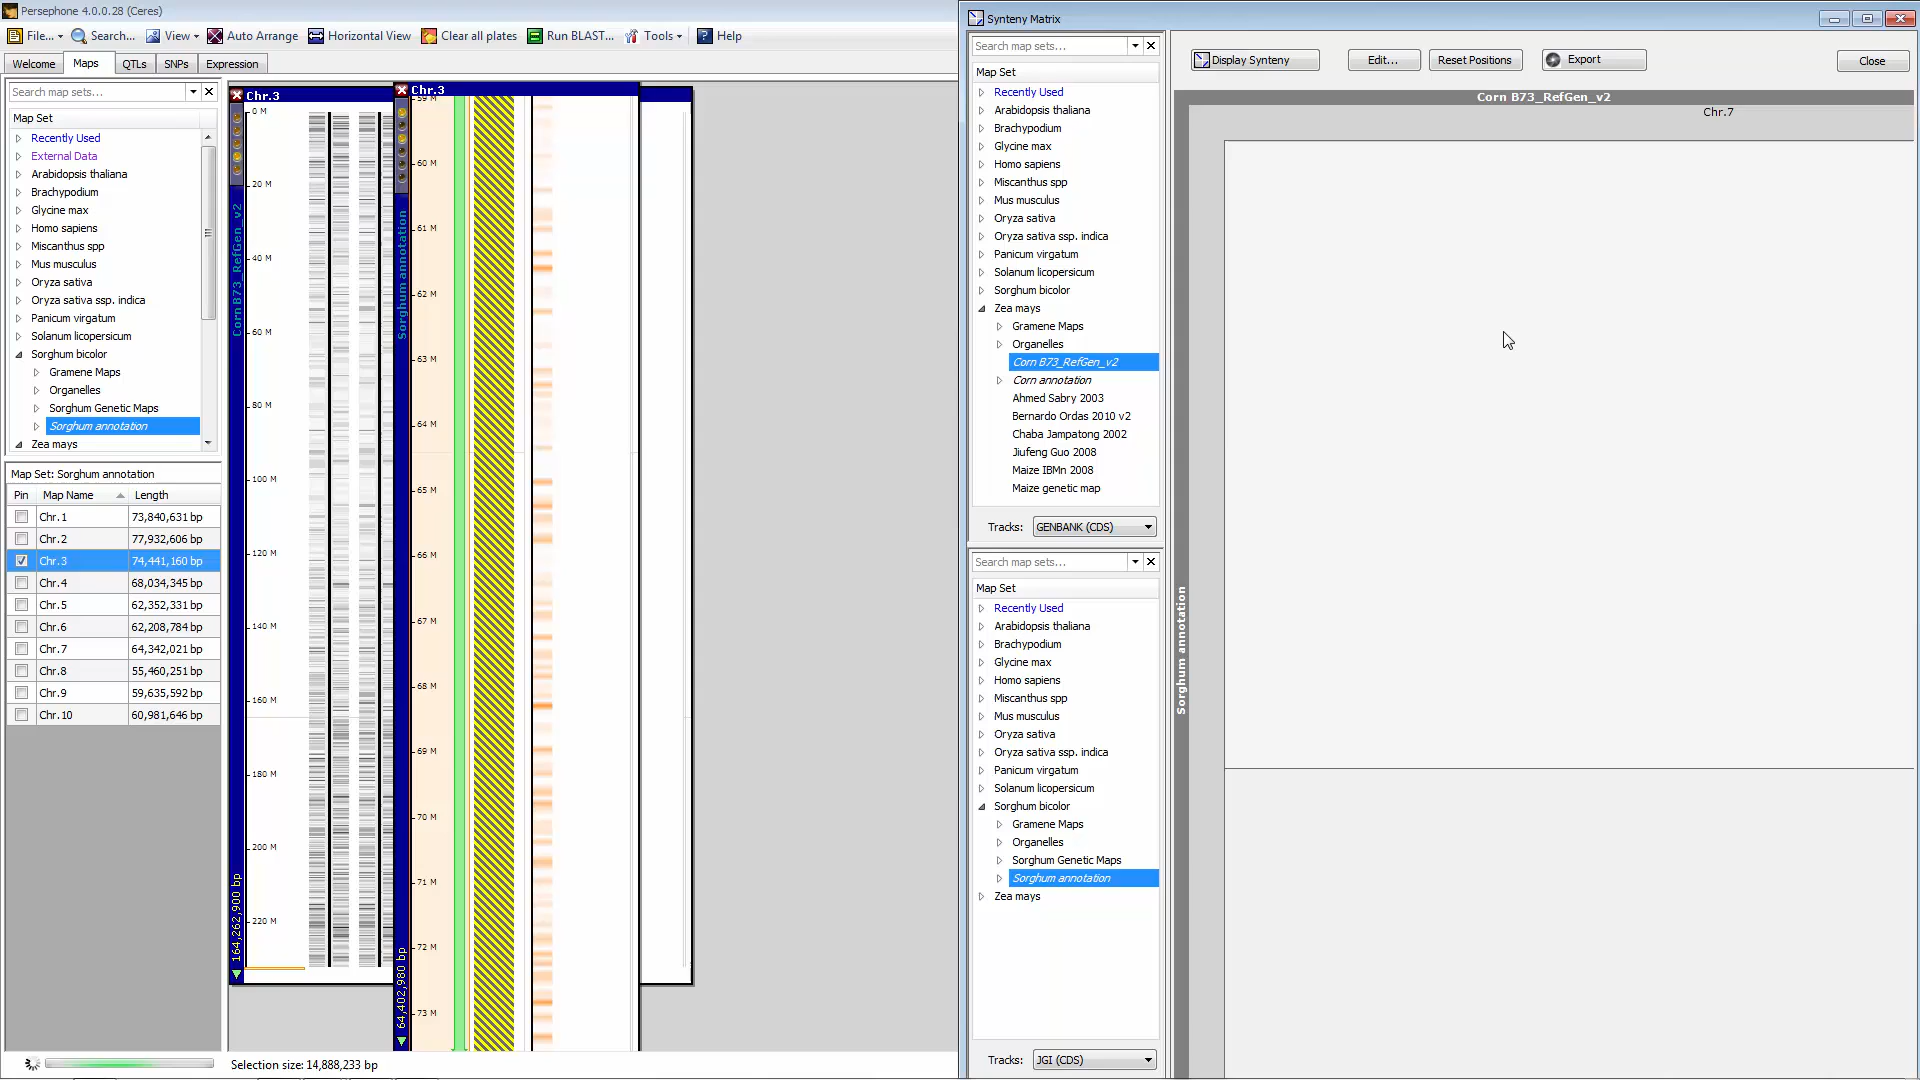 Persephone 4.0.0.28 (Ceres)
File...
Search...
View
Auto Arrange
Horizontal View
Clear all plates
Run BLAST...
Tools
Help
Welcome
Maps
QTLs
SNPs
Expression
Search map sets...
Map Set
Recently Used
External Data
Arabidopsis thaliana
Brachypodium
Glycine max
Homo sapiens
Miscanthus spp
Mus musculus
Oryza sativa
Oryza sativa ssp. indica
Panicum virgatum
Solanum licopersicum
Sorghum bicolor
Gramene Maps
Organelles
Sorghum Genetic Maps
Sorghum annotation
Zea mays
Map Set: Sorghum annotation
Pin Map Name Length
Chr.1 73,840,631 bp
Chr.2 77,932,606 bp
Chr.3 74,441,160 bp
Chr.4 68,034,345 bp
Chr.5 62,352,331 bp
Chr.6 62,208,784 bp
Chr.7 64,342,021 bp
Chr.8 55,460,251 bp
Chr.9 59,635,592 bp
Chr.10 60,981,646 bp
Selection size: 14,888,233 bp
Chr.3
Corn B73_RefGen_v2
164,262,900 bp
0 M
20 M
40 M
60 M
80 M
100 M
120 M
140 M
160 M
180 M
200 M
220 M
Chr.3
Sorghum annotation
64,402,980 bp
59 M
60 M
61 M
62 M
63 M
64 M
65 M
66 M
67 M
68 M
69 M
70 M
71 M
72 M
73 M
Synteny Matrix
Search map sets...
Map Set
Recently Used
Arabidopsis thaliana
Brachypodium
Glycine max
Homo sapiens
Miscanthus spp
Mus musculus
Oryza sativa
Oryza sativa ssp. indica
Panicum virgatum
Solanum licopersicum
Sorghum bicolor
Zea mays
Gramene Maps
Organelles
Corn B73_RefGen_v2
Corn annotation
Ahmed Sabry 2003
Bernardo Ordas 2010 v2
Chaba Jampatong 2002
Jiufeng Guo 2008
Maize IBMn 2008
Maize genetic map
Tracks: GENBANK (CDS)
Search map sets...
Map Set
Recently Used
Arabidopsis thaliana
Brachypodium
Glycine max
Homo sapiens
Miscanthus spp
Mus musculus
Oryza sativa
Oryza sativa ssp. indica
Panicum virgatum
Solanum licopersicum
Sorghum bicolor
Gramene Maps
Organelles
Sorghum Genetic Maps
Sorghum annotation
Zea mays
Tracks: JGI (CDS)
Display Synteny
Edit...
Reset Positions
Export
Close
Corn B73_RefGen_v2
Chr.7
Sorghum annotation